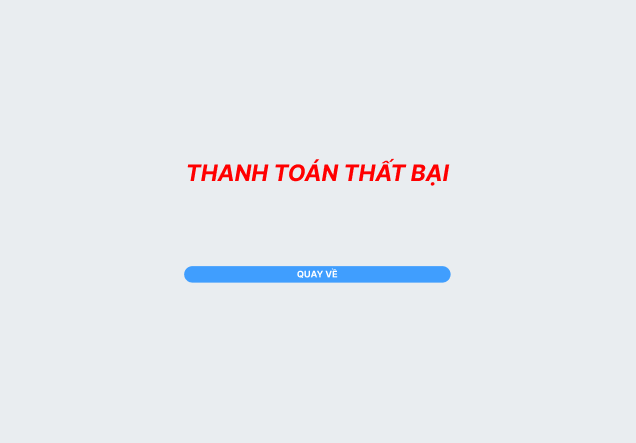 THANH TOÁN THẤT BẠI
QUAY VỀ